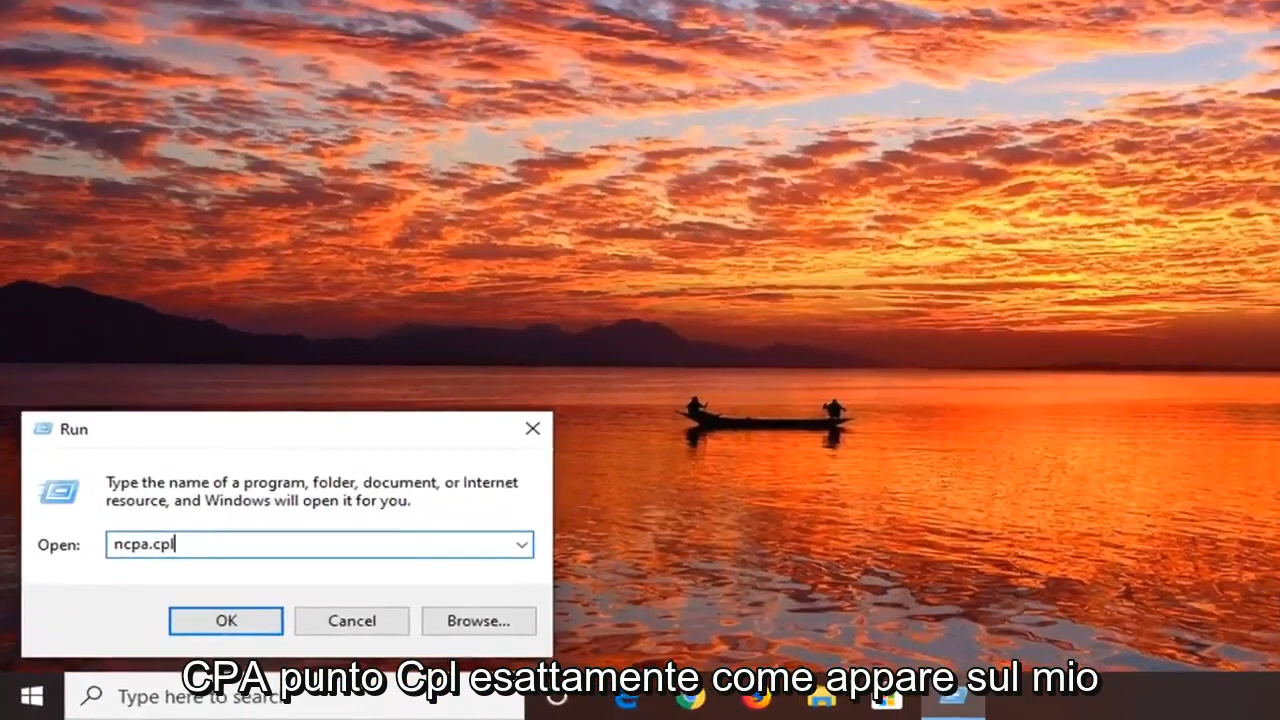 Run
Type the name of a program, folder, document, or Internet
resource, and Windows will open it for you.
Open:
ncpa.cpl
OK
Cancel
Browse...
CPA punto Cpl esattamente come appare sul mio
Type here to search